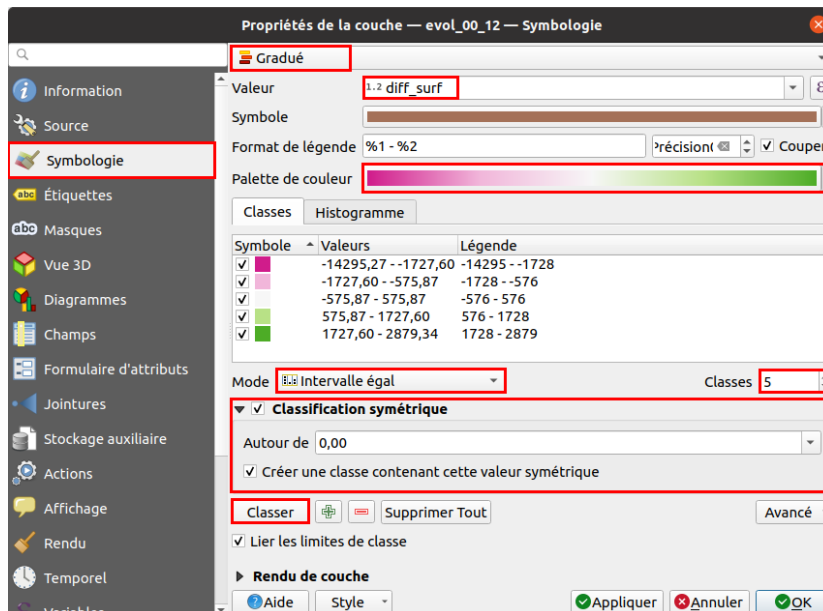 Propriétés de la couche — evol_00_12 — Symbologie
Gradué
Information
Valeur
1.2 diff_surf
ε
Source
Symbole
Symbologie
Format de légende
%1 - %2
Précision(
Couper
Palette de couleur
abc Étiquettes
Classes
Histogramme
abc Masques
Symbole
Valeurs
Légende
Vue 3D
-14295,27 - -1727,60
-14295 - -1728
-1727,60 - -575,87
-1728 - -576
Diagrammes
-575,87 - 575,87
-576 - 576
575,87 - 1727,60
576 - 1728
Champs
1727,60 - 2879,34
1728 - 2879
Formulaire d'attributs
Mode
Intervalle égal
Classes
5
Jointures
Classification symétrique
Stockage auxiliaire
Autour de
0,00
Actions
Créer une classe contenant cette valeur symétrique
Affichage
Classer
Supprimer Tout
Avancé
Rendu
Lier les limites de classe
Temporel
Rendu de couche
Variables
Aide
Style
Appliquer
Annuler
OK